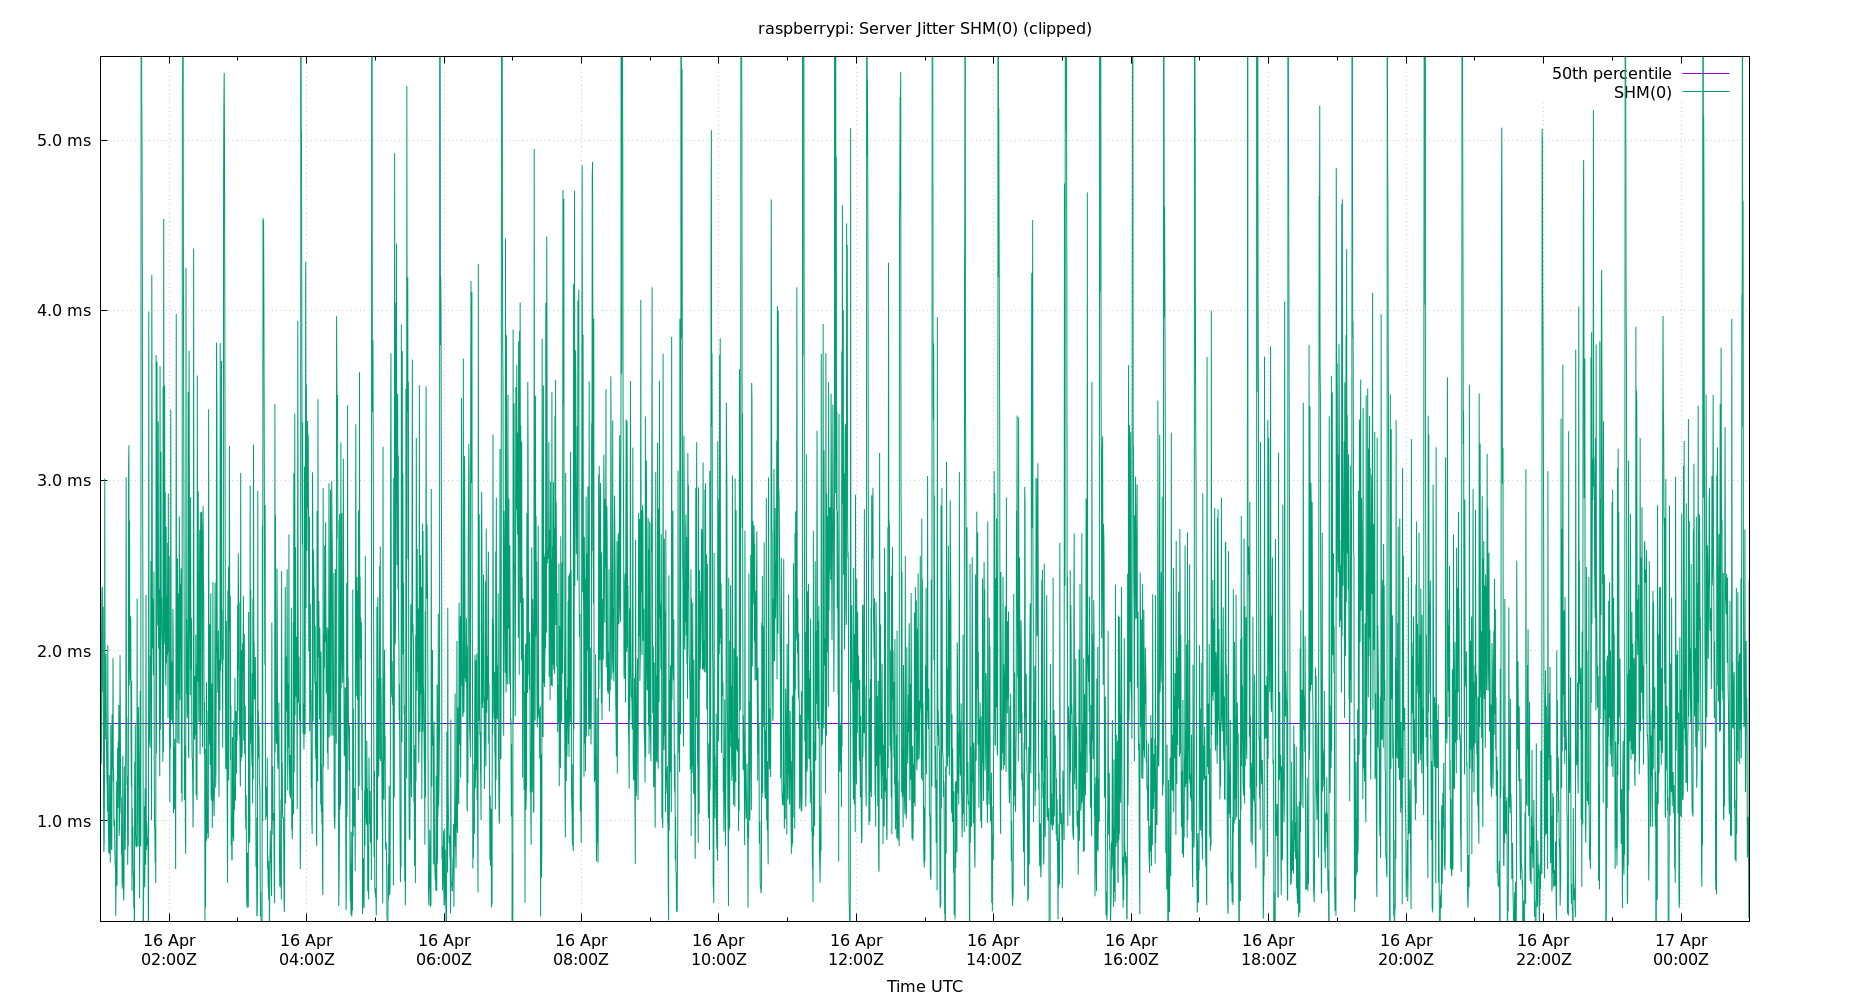 raspberrypi: Server Jitter SHM(0) (clipped)
50th percentile
SHM(0)
5.0 ms
4.0 ms
3.0 ms
2.0 ms
1.0 ms
16 Apr 16 Apr 16 Apr 16 Apr 16 Apr 16 Apr 16 Apr 16 Apr 16 Apr 16 Apr 16 Apr 17 Apr
02:00Z 04:00Z 06:00Z 08:00Z 10:00Z 12:00Z 14:00Z 16:00Z 18:00Z 20:00Z 22:00Z 00:00Z
Time UTC